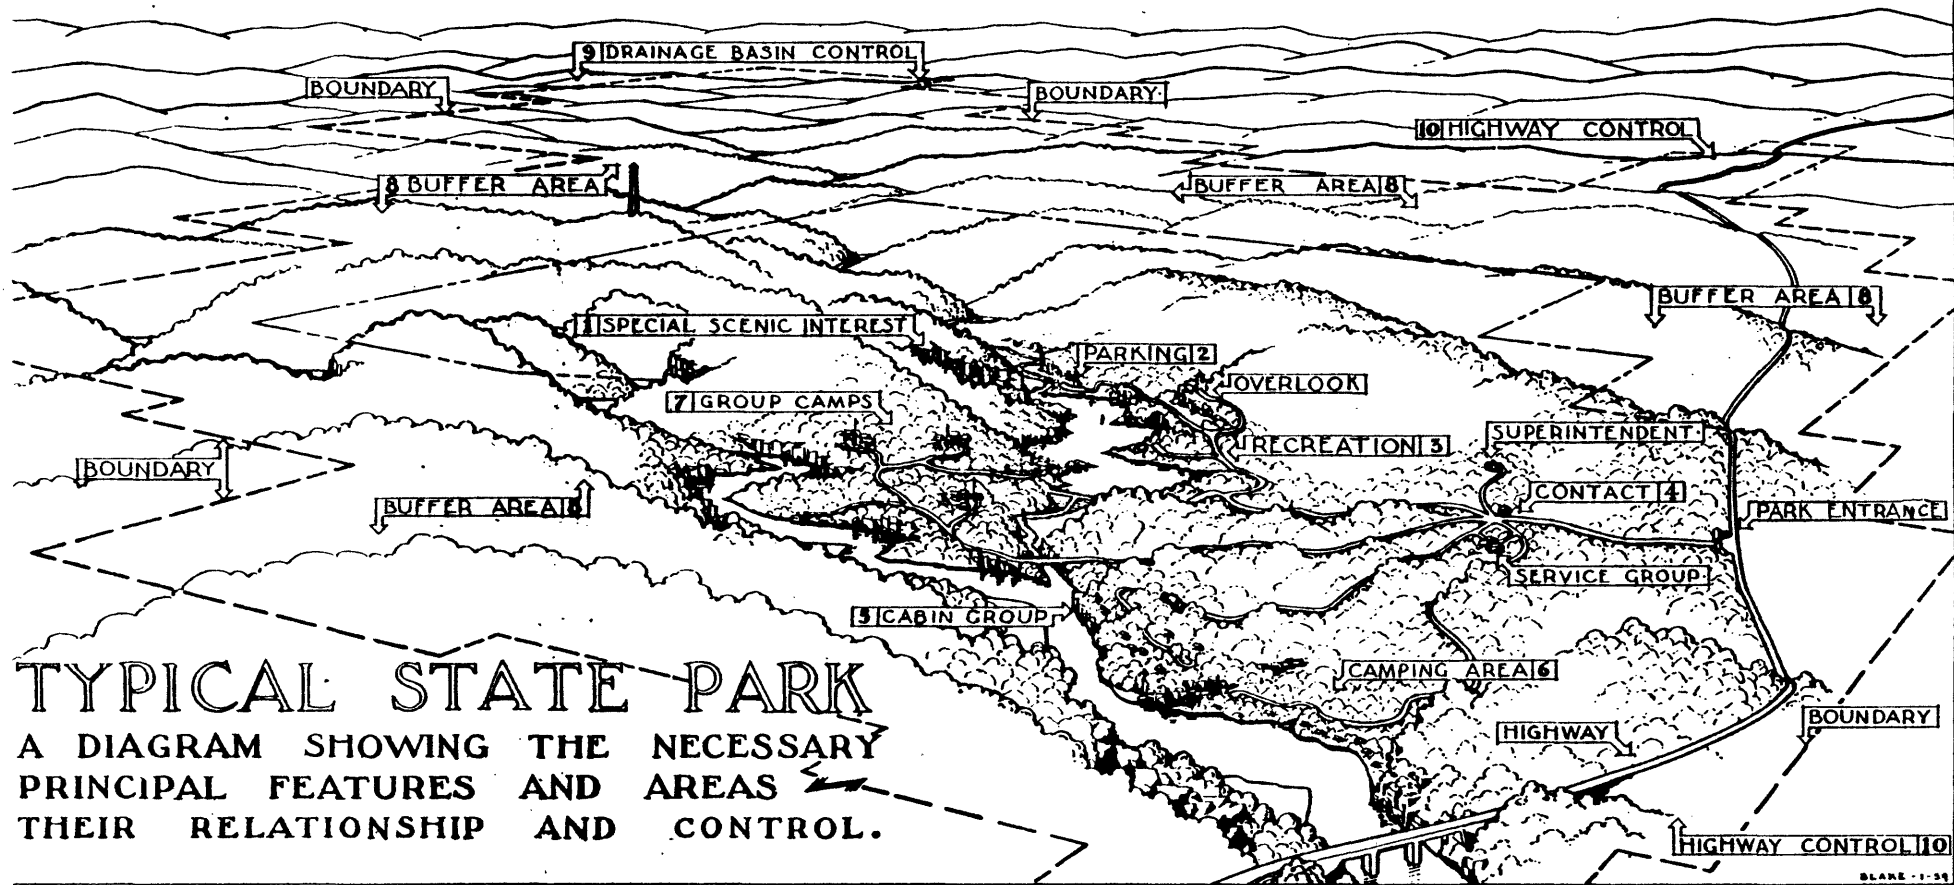 9 DRAINAGE BASIN CONTROL
BOUNDARY
BOUNDARY
10 HIGHWAY CONTROL
8 BUFFER AREA
BUFFER AREA 8
BUFFER AREA 8
1 SPECIAL SCENIC INTEREST
PARKING 2
OVERLOOK
7 GROUP CAMPS
SUPERINTENDENT
RECREATION 3
BOUNDARY
CONTACT 4
BUFFER AREA 8
PARK ENTRANCE
SERVICE GROUP
5 CABIN GROUP
CAMPING AREA 6
TYPICAL STATE PARK
BOUNDARY
HIGHWAY
A DIAGRAM SHOWING THE NECESSARY
PRINCIPAL FEATURES AND AREAS
THEIR RELATIONSHIP AND CONTROL.
HIGHWAY CONTROL 10
BLAKE - 1-39